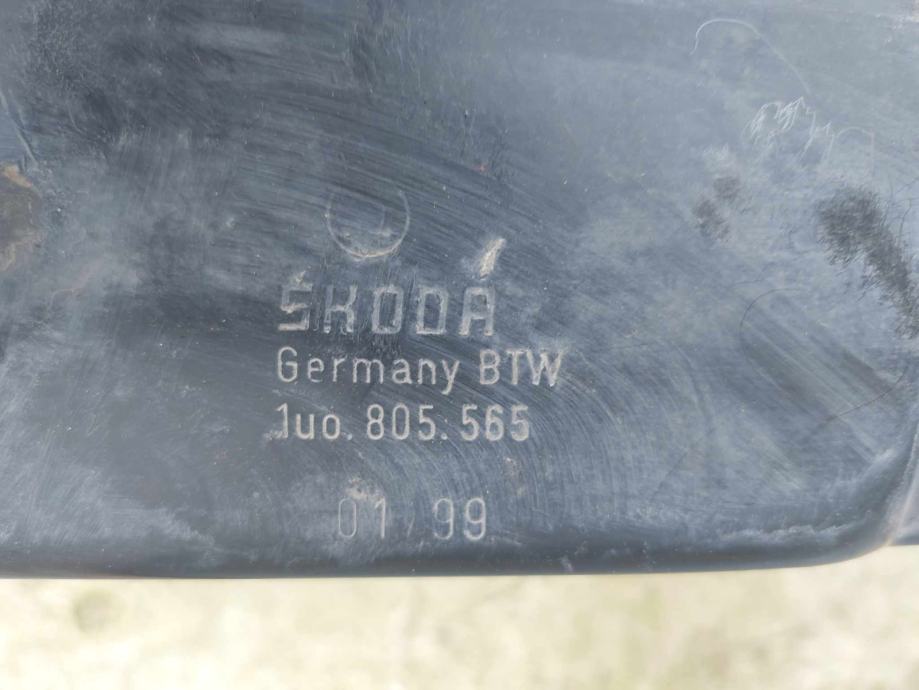 ŠKODA
Germany BTW
1uo.805.565
01/99